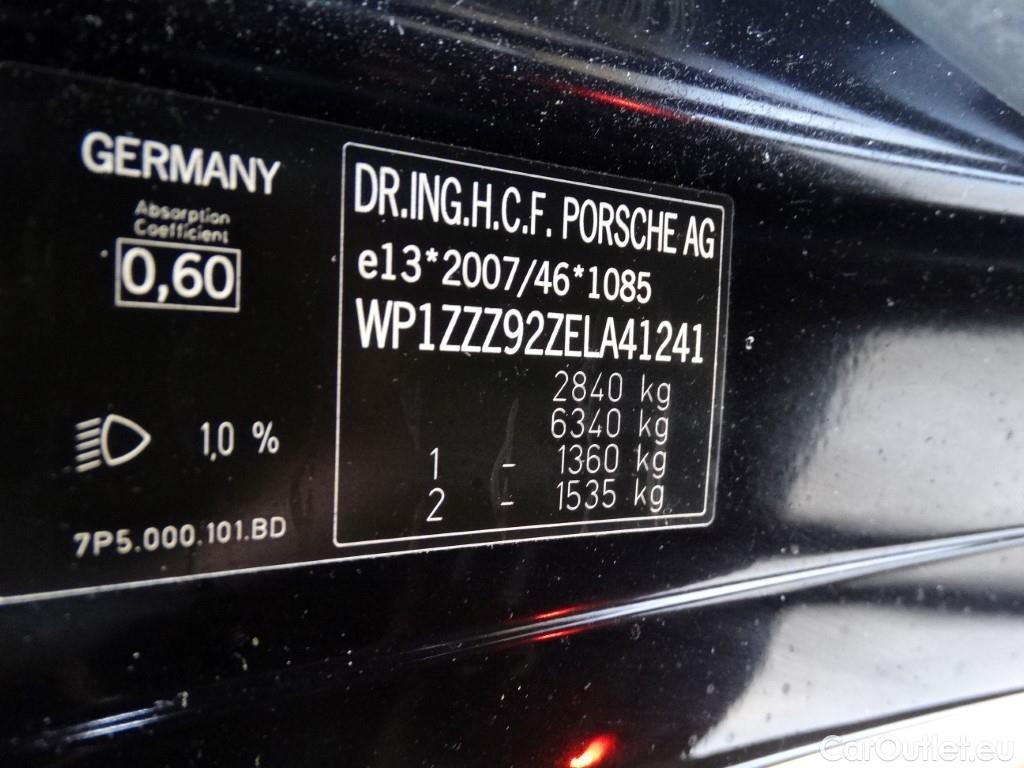 GERMANY
Absorption
Coefficient
0,60
1,0 %
7P5.000.101.BD
DR.ING.H.C.F. PORSCHE AG
e13*2007/46*1085
WP1ZZZ92ZELA41241
2840 kg
6340 kg
1 - 1360 kg
2 - 1535 kg
CarOutlet.eu